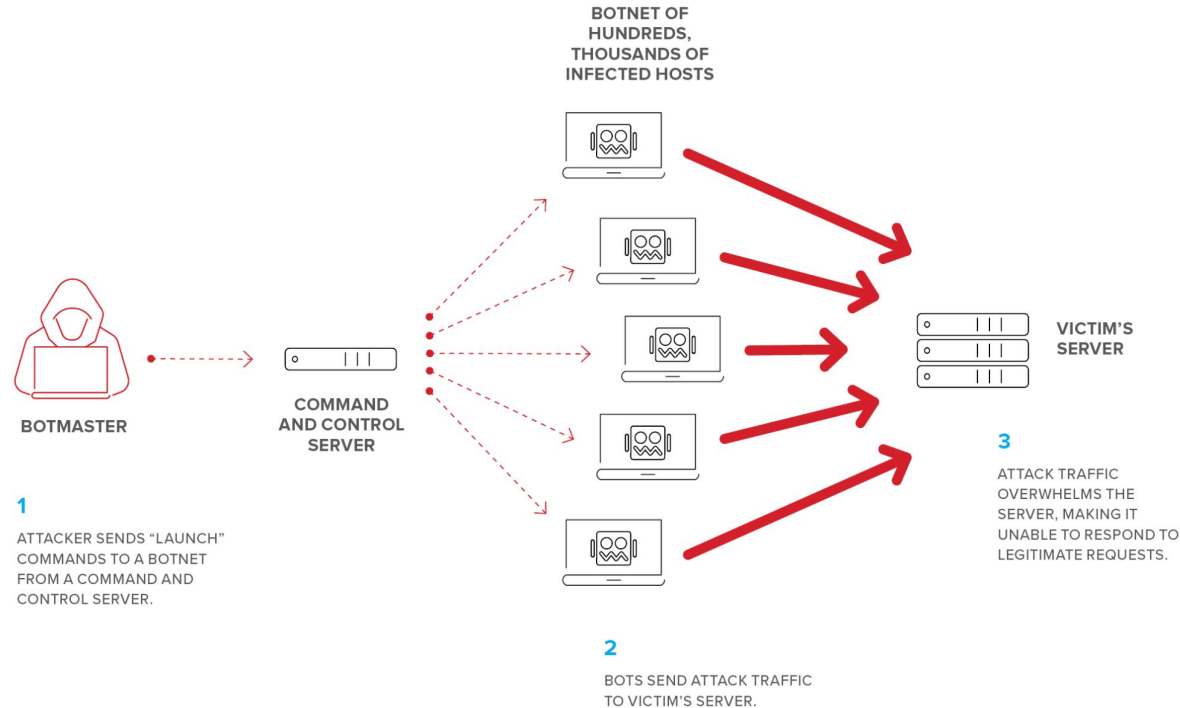 BOTNET OF
HUNDREDS,
THOUSANDS OF
INFECTED HOSTS
BOTMASTER
COMMAND
AND CONTROL
SERVER
VICTIM’S
SERVER
1
ATTACKER SENDS “LAUNCH”
COMMANDS TO A BOTNET
FROM A COMMAND AND
CONTROL SERVER.
2
BOTS SEND ATTACK TRAFFIC
TO VICTIM’S SERVER.
3
ATTACK TRAFFIC
OVERWHELMS THE
SERVER, MAKING IT
UNABLE TO RESPOND TO
LEGITIMATE REQUESTS.